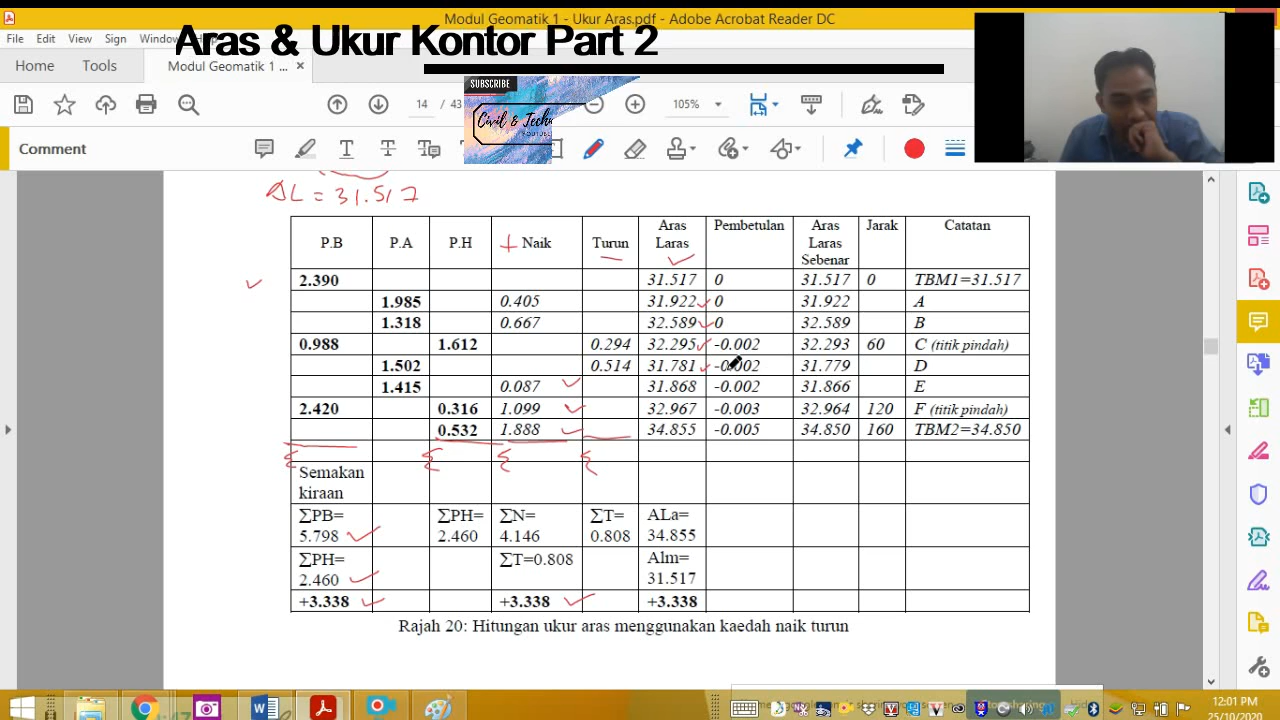 Modul Geomatik 1 - Ukur Aras.pdf - Adobe Acrobat Reader DC
File Edit View Sign Window
Aras & Ukur Kontor Part 2
Home Tools Modul Geomatik 1 ... ×
SUBSCRIBE
14 / 43 105%
Civil & Techn
YOUTUBE
Comment
ΔL = 31.517
P.B P.A P.H + Naik Turun Aras Laras Pembetulan Aras Laras Sebenar Jarak Catatan
2.390 31.517 0 31.517 0 TBM1=31.517
1.985 0.405 31.922 0 31.922 A
1.318 0.667 32.589 0 32.589 B
0.988 1.612 0.294 32.295 -0.002 32.293 60 C (titik pindah)
1.502 0.514 31.781 -0.002 31.779 D
1.415 0.087 31.868 -0.002 31.866 E
2.420 0.316 1.099 32.967 -0.003 32.964 120 F (titik pindah)
0.532 1.888 34.855 -0.005 34.850 160 TBM2=34.850
Semakan
kiraan
ΣPB= ΣPH= ΣN= ΣT= ALa=
5.798 2.460 4.146 0.808 34.855
ΣPH= ΣT=0.808 Alm=
2.460 31.517
+3.338 +3.338 +3.338
Rajah 20: Hitungan ukur aras menggunakan kaedah naik turun
12:01 PM
25/10/2020